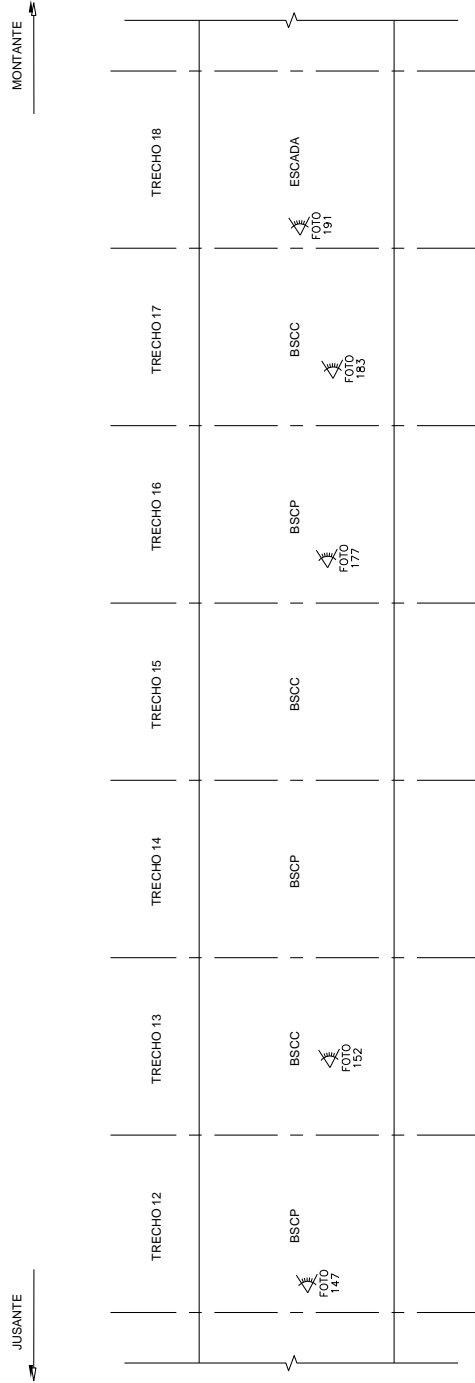 JUSANTE
MONTANTE
TRECHO 12
TRECHO 13
TRECHO 14
TRECHO 15
TRECHO 16
TRECHO 17
TRECHO 18
BSCP
BSCC
BSCP
BSCC
BSCP
BSCC
ESCADA
FOTO
147
FOTO
152
FOTO
177
FOTO
183
FOTO
191